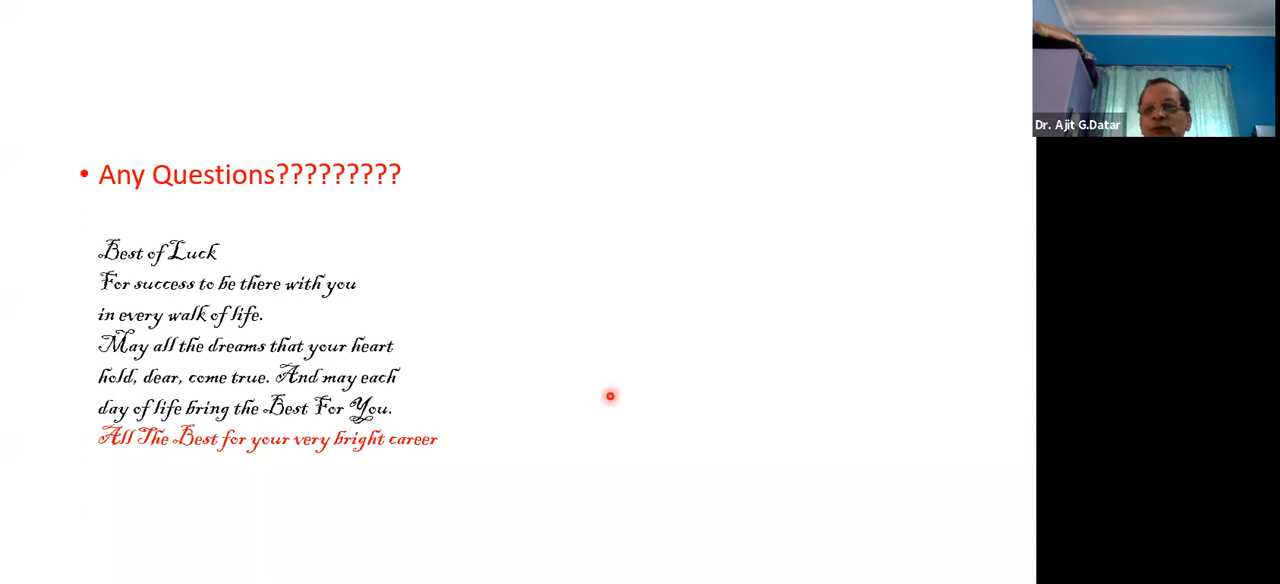 • Any Questions?????????
Best of Luck
For success to be there with you
in every walk of life.
May all the dreams that your heart
hold, dear, come true. And may each
day of life bring the Best For You.
All The Best for your very bright career
Dr. Ajit G.Datar